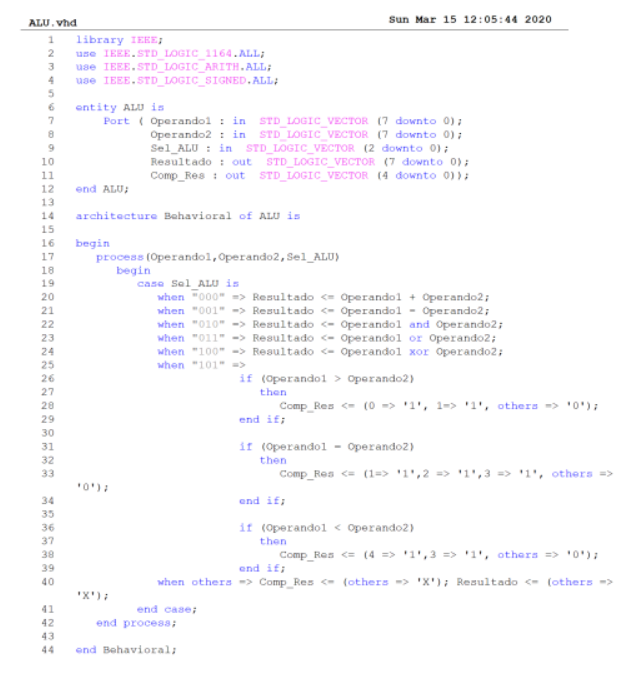 ALU.vhd Sun Mar 15 12:05:44 2020
1 library IEEE;
2 use IEEE.STD_LOGIC_1164.ALL;
3 use IEEE.STD_LOGIC_ARITH.ALL;
4 use IEEE.STD_LOGIC_SIGNED.ALL;
5
6 entity ALU is
7 Port ( Operando1 : in STD_LOGIC_VECTOR (7 downto 0);
8 Operando2 : in STD_LOGIC_VECTOR (7 downto 0);
9 Sel_ALU : in STD_LOGIC_VECTOR (2 downto 0);
10 Resultado : out STD_LOGIC_VECTOR (7 downto 0);
11 Comp_Res : out STD_LOGIC_VECTOR (4 downto 0));
12 end ALU;
13
14 architecture Behavioral of ALU is
15
16 begin
17 process(Operando1,Operando2,Sel_ALU)
18 begin
19 case Sel_ALU is
20 when "000" => Resultado <= Operando1 + Operando2;
21 when "001" => Resultado <= Operando1 - Operando2;
22 when "010" => Resultado <= Operando1 and Operando2;
23 when "011" => Resultado <= Operando1 or Operando2;
24 when "100" => Resultado <= Operando1 xor Operando2;
25 when "101" =>
26 if (Operando1 > Operando2)
27 then
28 Comp_Res <= (0 => '1', 1=> '1', others => '0');
29 end if;
30
31 if (Operando1 = Operando2)
32 then
33 Comp_Res <= (1=> '1',2 => '1',3 => '1', others =>
'0');
34 end if;
35
36 if (Operando1 < Operando2)
37 then
38 Comp_Res <= (4 => '1',3 => '1', others => '0');
39 end if;
40 when others => Comp_Res <= (others => 'X'); Resultado <= (others =>
'X');
41 end case;
42 end process;
43
44 end Behavioral;